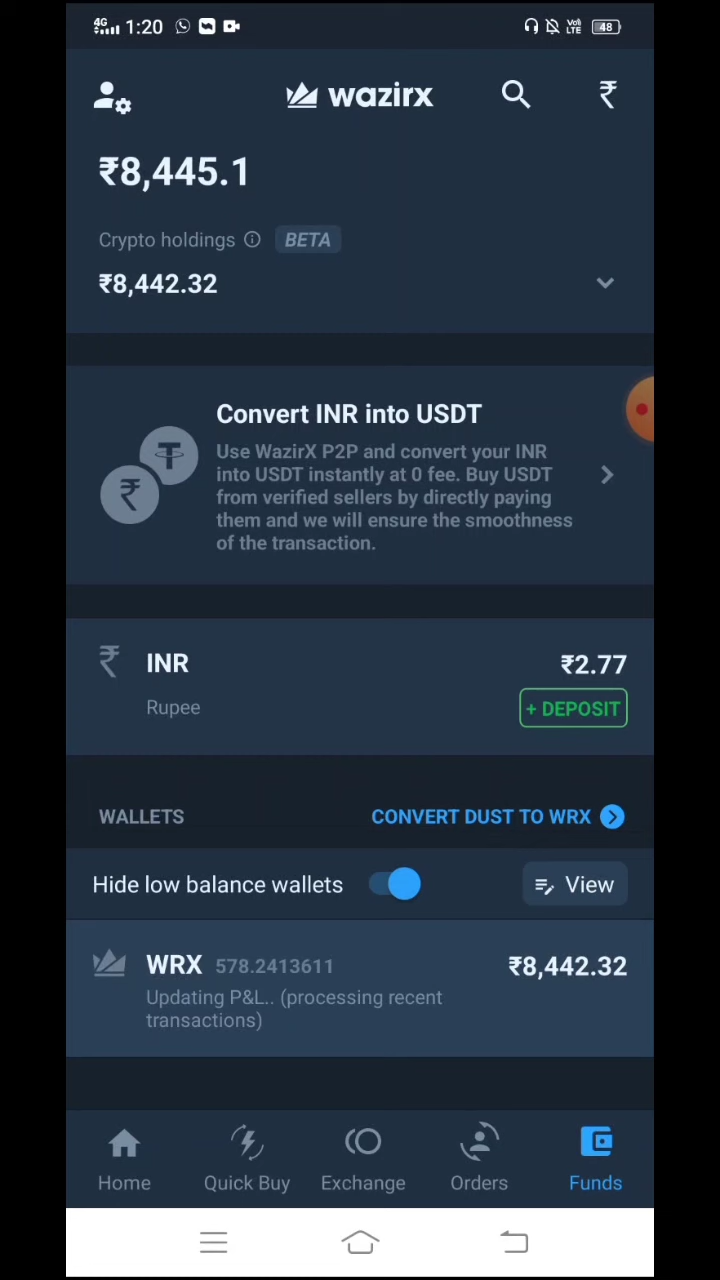 4G 1:20 Vo) LTE 48
wazirx ₹
₹8,445.1
Crypto holdings BETA
₹8,442.32
Convert INR into USDT
Use WazirX P2P and convert your INR
into USDT instantly at 0 fee. Buy USDT
from verified sellers by directly paying
them and we will ensure the smoothness
of the transaction.
₹ INR ₹2.77
Rupee + DEPOSIT
WALLETS CONVERT DUST TO WRX
Hide low balance wallets View
WRX 578.2413611 ₹8,442.32
Updating P&L.. (processing recent
transactions)
Home Quick Buy Exchange Orders Funds